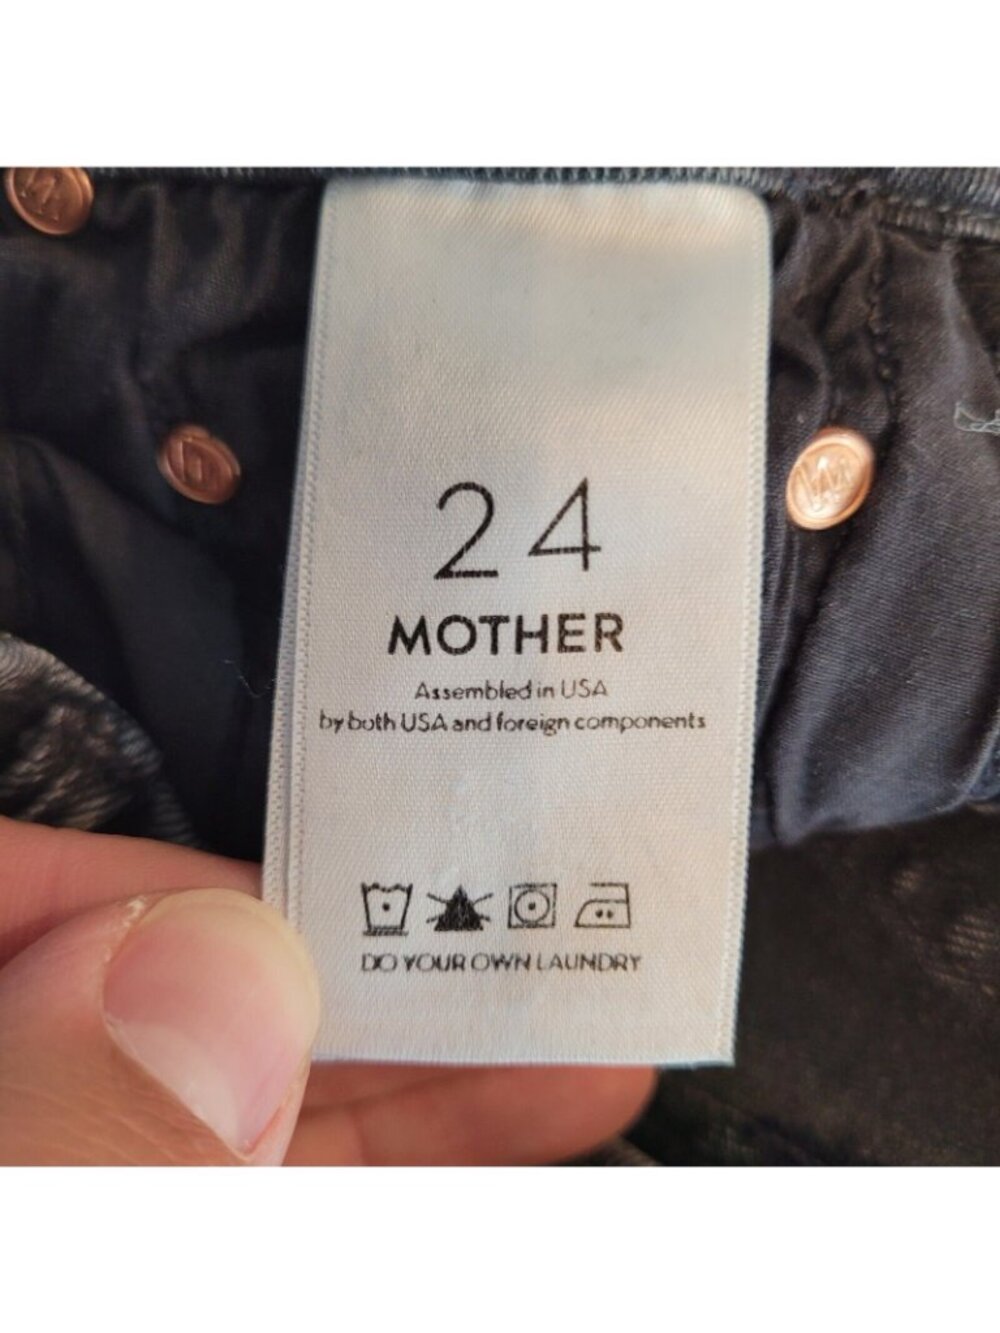 24
MOTHER
Assembled in USA
by both USA and foreign components
DO YOUR OWN LAUNDRY